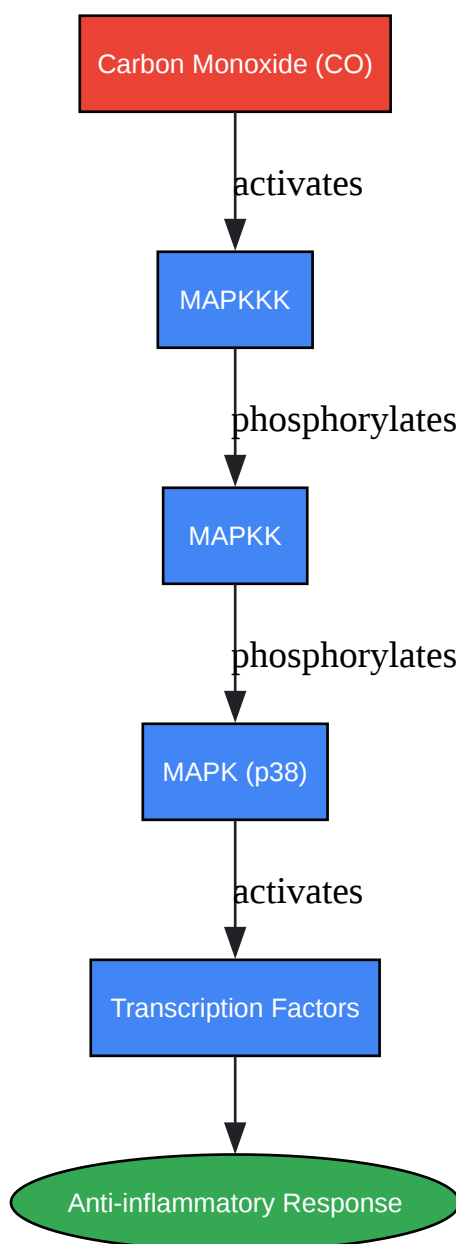 Carbon Monoxide (CO)
activates
MAPKKK
phosphorylates
MAPKK
phosphorylates
MAPK (p38)
activates
Transcription Factors
Anti-inflammatory Response